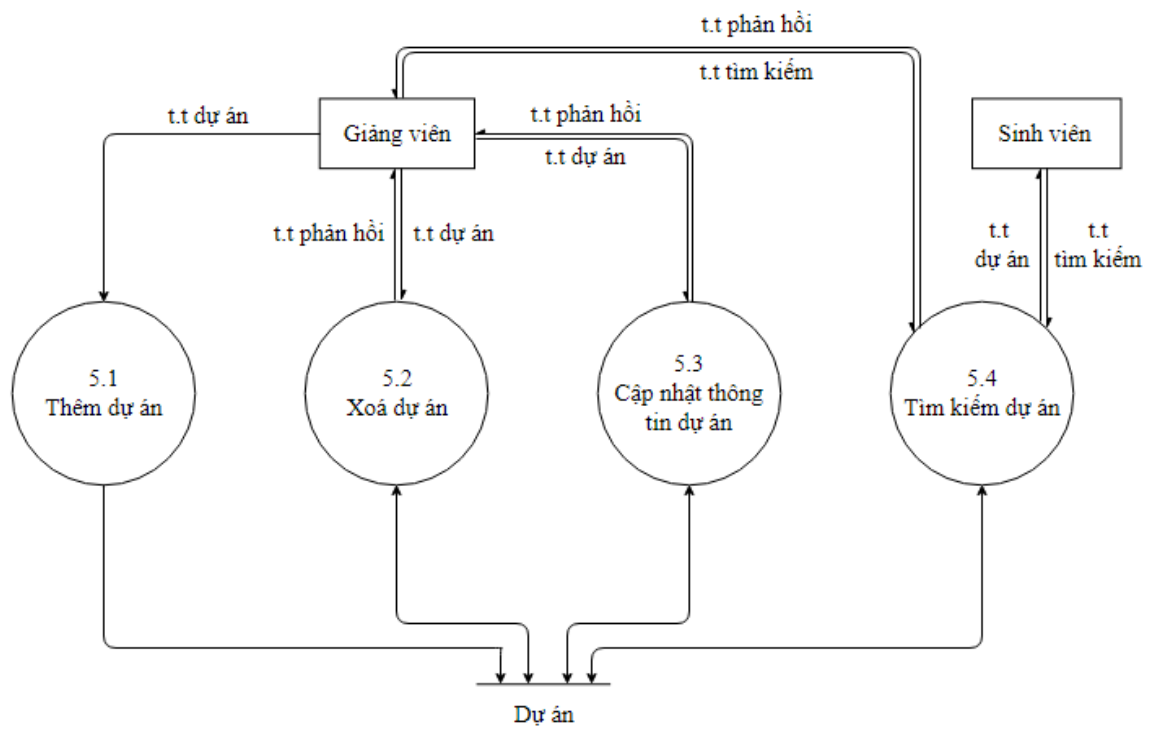 t.t phản hồi
t.t tìm kiếm
t.t dự án
Giảng viên
t.t phản hồi
t.t dự án
Sinh viên
t.t phản hồi
t.t dự án
t.t
dự án
t.t
tìm kiếm
5.1
Thêm dự án
5.2
Xoá dự án
5.3
Cập nhật thông
tin dự án
5.4
Tìm kiếm dự án
Dự án